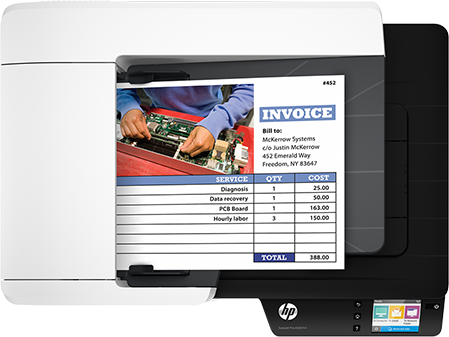 #452
INVOICE
Bill to:
McKerrow Systems
c/o Justin McKerrow
452 Emerald Way
Freedom, NY 83647
SERVICE QTY COST
Diagnosis 1 25.00
Data recovery 1 50.00
PCB Board 1 163.00
Hourly labor 3 150.00
TOTAL 388.00
hp